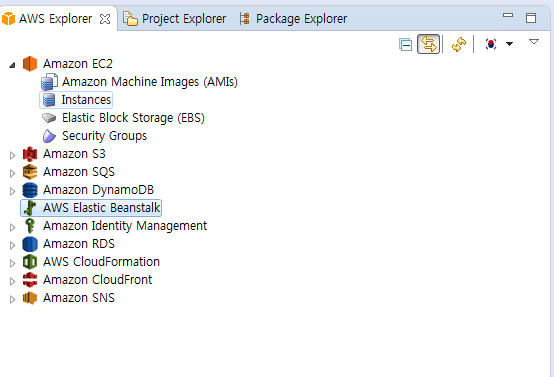 AWS Explorer Project Explorer Package Explorer
Amazon EC2
Amazon Machine Images (AMIs)
Instances
Elastic Block Storage (EBS)
Security Groups
Amazon S3
Amazon SQS
Amazon DynamoDB
AWS Elastic Beanstalk
Amazon Identity Management
Amazon RDS
AWS CloudFormation
Amazon CloudFront
Amazon SNS